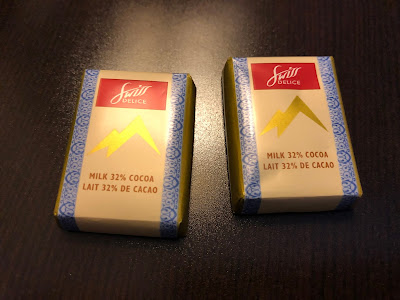 Swiss
DELICE
MILK 32% COCOA
LAIT 32% DE CACAO
Swiss
DELICE
MILK 32% COCOA
LAIT 32% DE CACAO